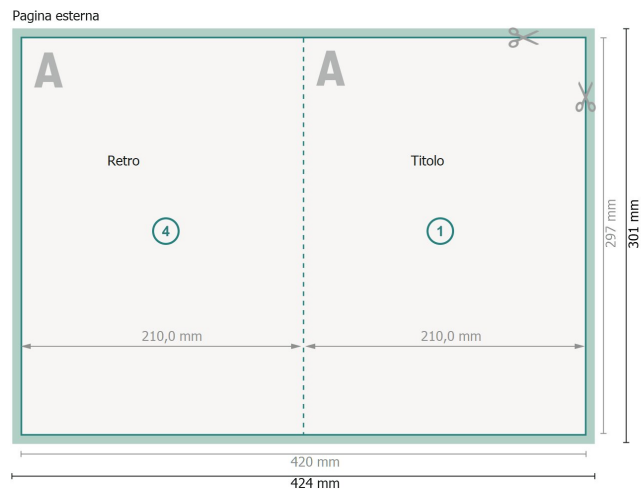 Pagina esterna
A
A
Retro
Titolo
4
1
297 mm
301 mm
210,0 mm
210,0 mm
420 mm
424 mm